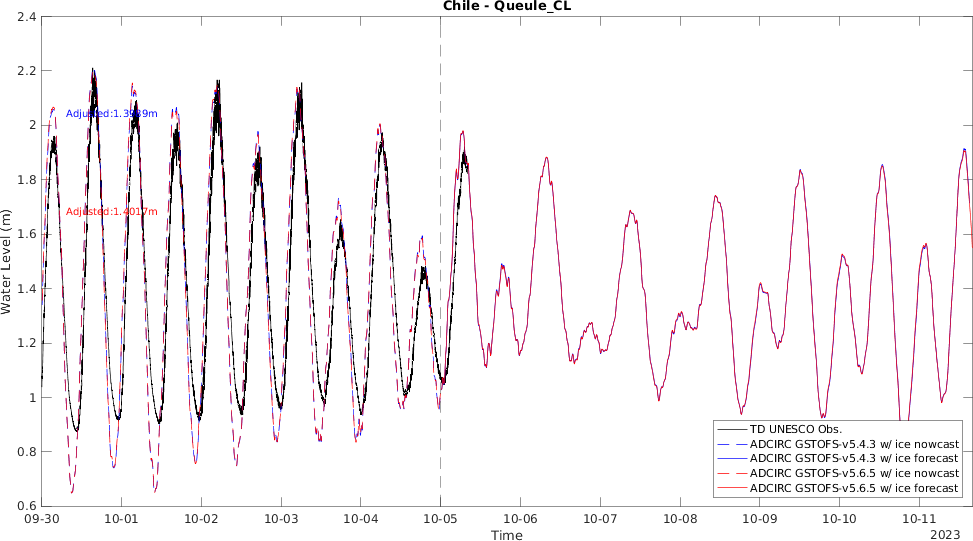 Chile - Queule_CL
2.4
2.2
2
1.8
1.6
1.4
1.2
1
0.8
0.6
Water Level (m)
Adjusted:1.3939m
Adjusted:1.4017m
TD UNESCO Obs.
ADCIRC GSTOFS-v5.4.3 w/ ice nowcast
ADCIRC GSTOFS-v5.4.3 w/ ice forecast
ADCIRC GSTOFS-v5.6.5 w/ ice nowcast
ADCIRC GSTOFS-v5.6.5 w/ ice forecast
09-30 10-01 10-02 10-03 10-04 10-05 10-06 10-07 10-08 10-09 10-10 10-11
Time
2023